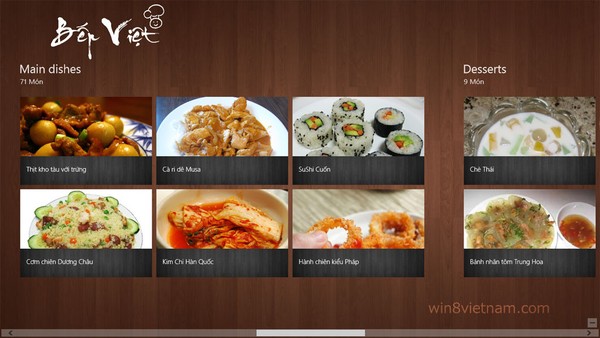 Bếp Việt
Main dishes
71 Món
Desserts
9 Món
Thịt kho tàu với trứng
Cà ri dê Musa
SuShi Cuốn
Chè Thái
Cơm chiên Dương Châu
Kim Chi Hàn Quốc
Hành chiên kiểu Pháp
Bánh nhân tôm Trung Hoa
win8vietnam.com